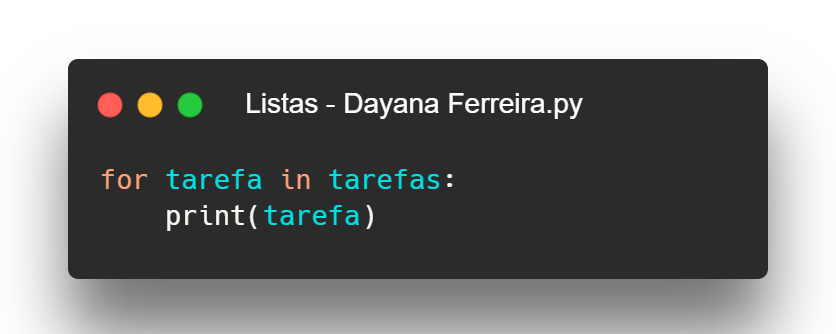 Listas - Dayana Ferreira.py
for tarefa in tarefas:
    print(tarefa)